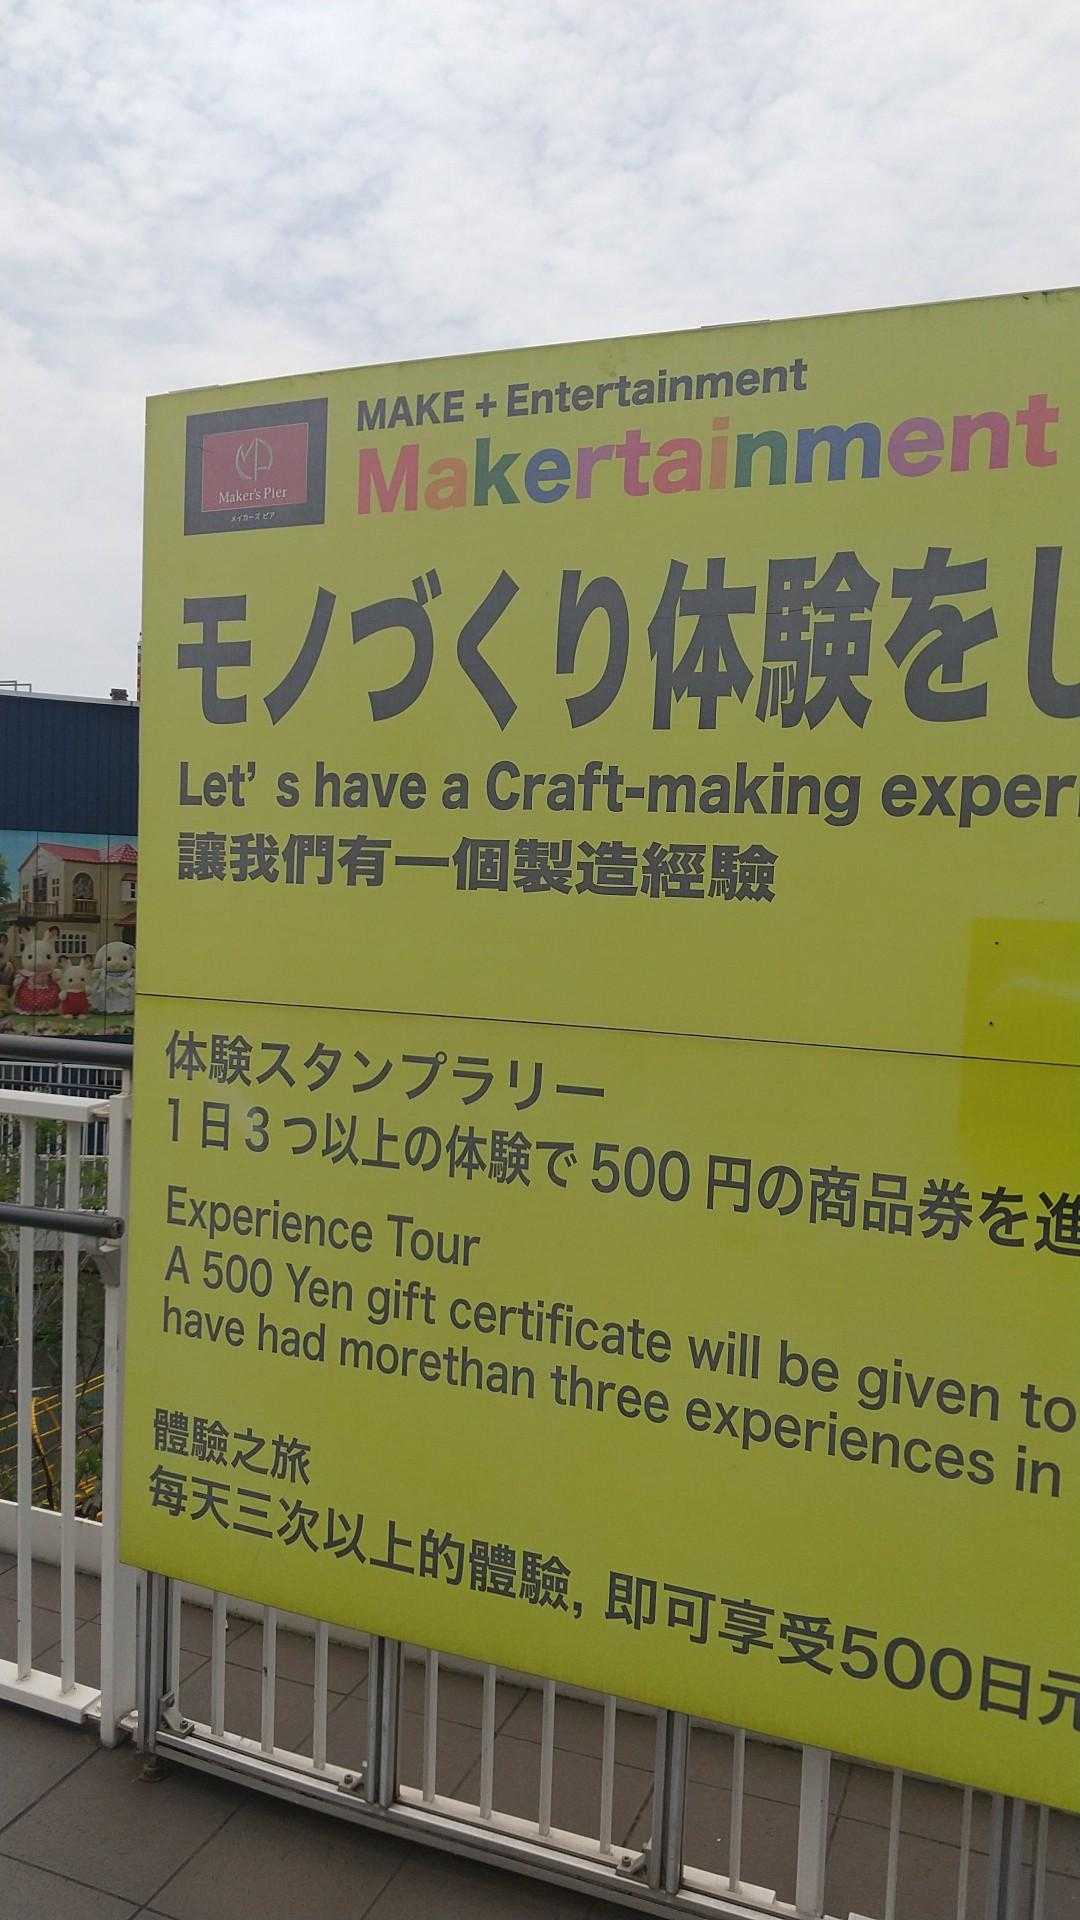 MAKE + Entertainment
Makertainment
Maker's Pier
メイカーズ ピア
モノづくり体験をし
Let's have a Craft-making experi
讓我們有一個製造經驗
体験スタンプラリー
1日3つ以上の体験で500円の商品券を進
Experience Tour
A 500 Yen gift certificate will be given to
have had morethan three experiences in
體驗之旅
每天三次以上的體驗,即可享受500日元